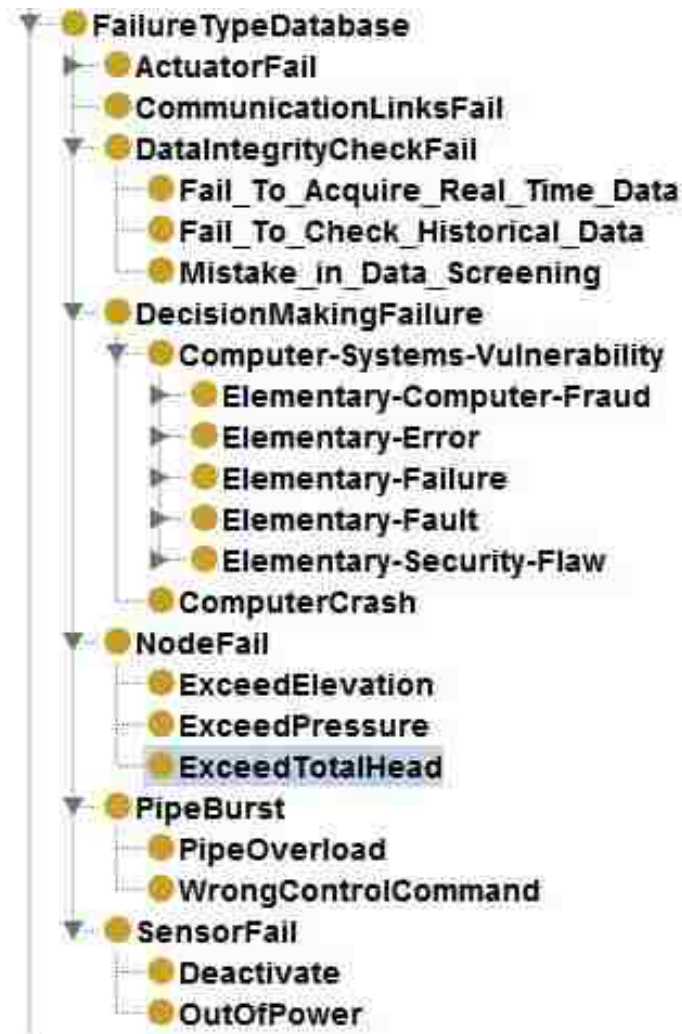 FailureTypeDatabase
ActuatorFail
CommunicationLinksFail
DataIntegrityCheckFail
Fail_To_Acquire_Real_Time_Data
Fail_To_Check_Historical_Data
Mistake_in_Data_Screening
DecisionMakingFailure
Computer-Systems-Vulnerability
Elementary-Computer-Fraud
Elementary-Error
Elementary-Failure
Elementary-Fault
Elementary-Security-Flaw
ComputerCrash
NodeFail
ExceedElevation
ExceedPressure
ExceedTotalHead
PipeBurst
PipeOverload
WrongControlCommand
SensorFail
Deactivate
OutOfPower